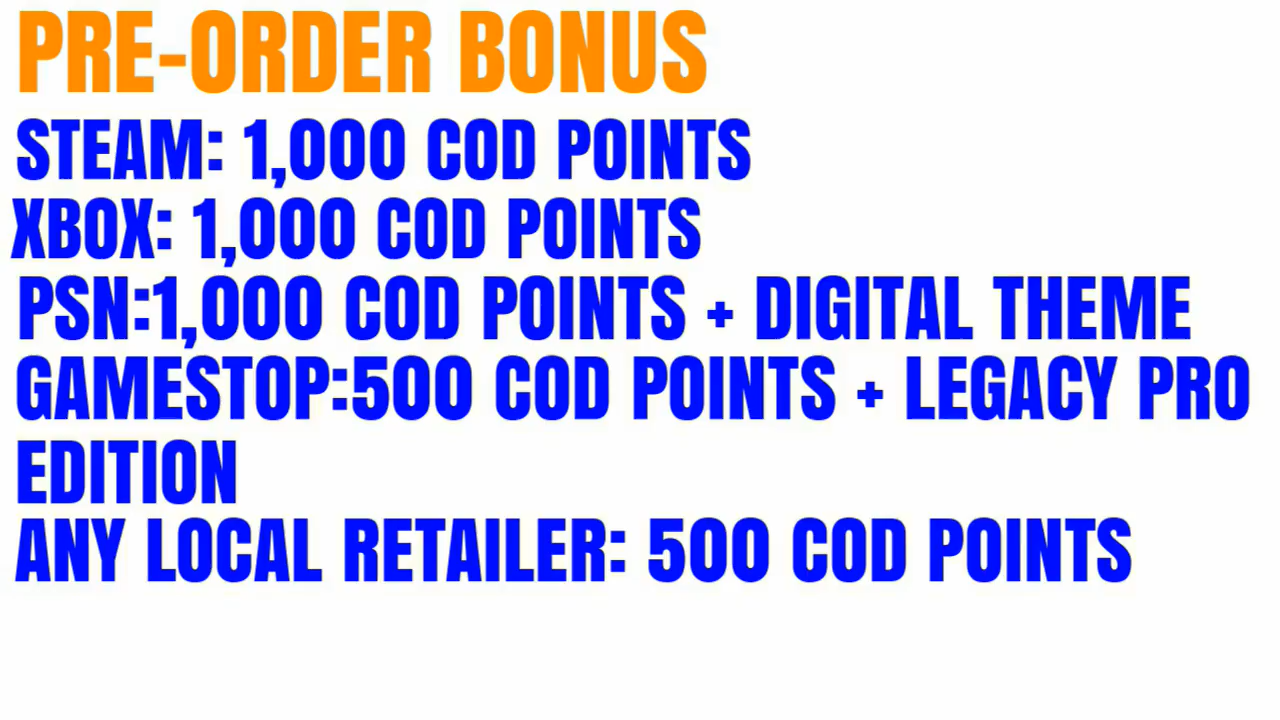 PRE-ORDER BONUS
STEAM: 1,000 COD POINTS
XBOX: 1,000 COD POINTS
PSN:1,000 COD POINTS + DIGITAL THEME
GAMESTOP:500 COD POINTS + LEGACY PRO
EDITION
ANY LOCAL RETAILER: 500 COD POINTS